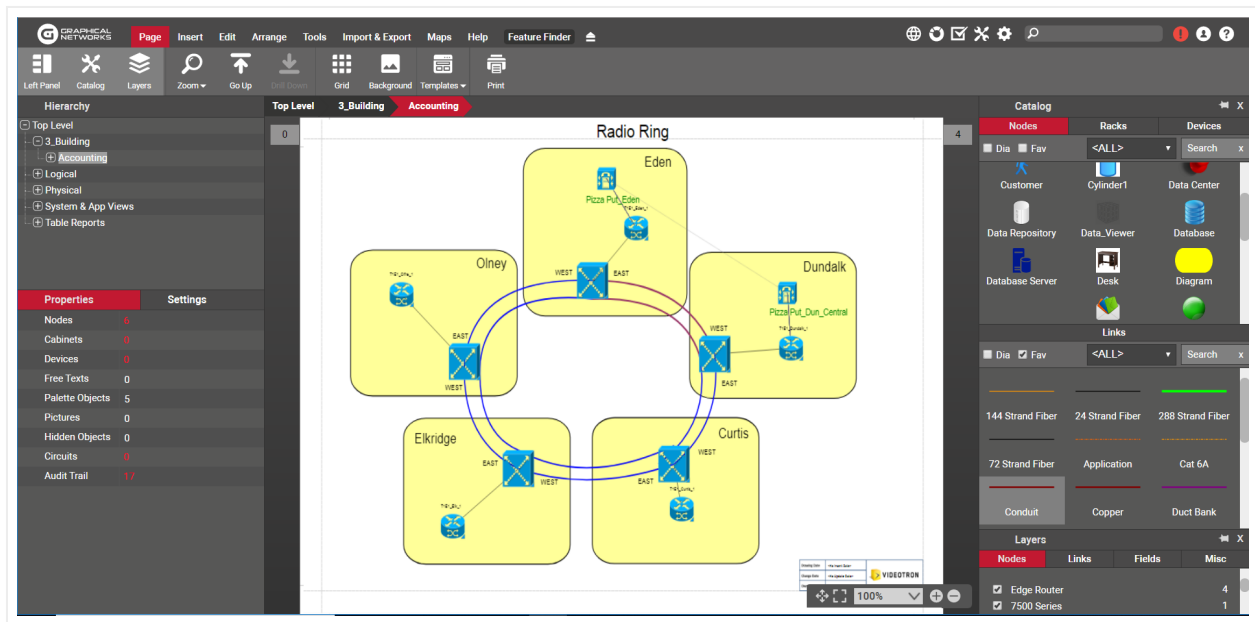 GRAPHICAL NETWORKS
Page Insert Edit Arrange Tools Import & Export Maps Help Feature Finder
Left Panel Catalog Layers Zoom Go Up Drill Down Grid Background Templates Print
Hierarchy
Top Level
3_Building
Accounting
Logical
Physical
System & App Views
Table Reports
Properties Settings
Nodes 6
Cabinets 0
Devices 0
Free Texts 0
Palette Objects 5
Pictures 0
Hidden Objects 0
Circuits 0
Audit Trail 17
Top Level 3_Building Accounting
0
4
Radio Ring
Eden
Pizza Put_Eden
WEST EAST
Olney
EAST
WEST
Dundalk
Pizza Put_Dun_Central
WEST
EAST
Elkridge
EAST
WEST
Curtis
WEST
EAST
VIDEOTRON
100%
Catalog X
Nodes Racks Devices
Dia Fav <ALL> Search x
Customer Cylinder1 Data Center
Data Repository Data_Viewer Database
Database Server Desk Diagram
Links
Dia Fav <ALL> Search x
144 Strand Fiber 24 Strand Fiber 288 Strand Fiber
72 Strand Fiber Application Cat 6A
Conduit Copper Duct Bank
Layers X
Nodes Links Fields Misc
Edge Router 4
7500 Series 1